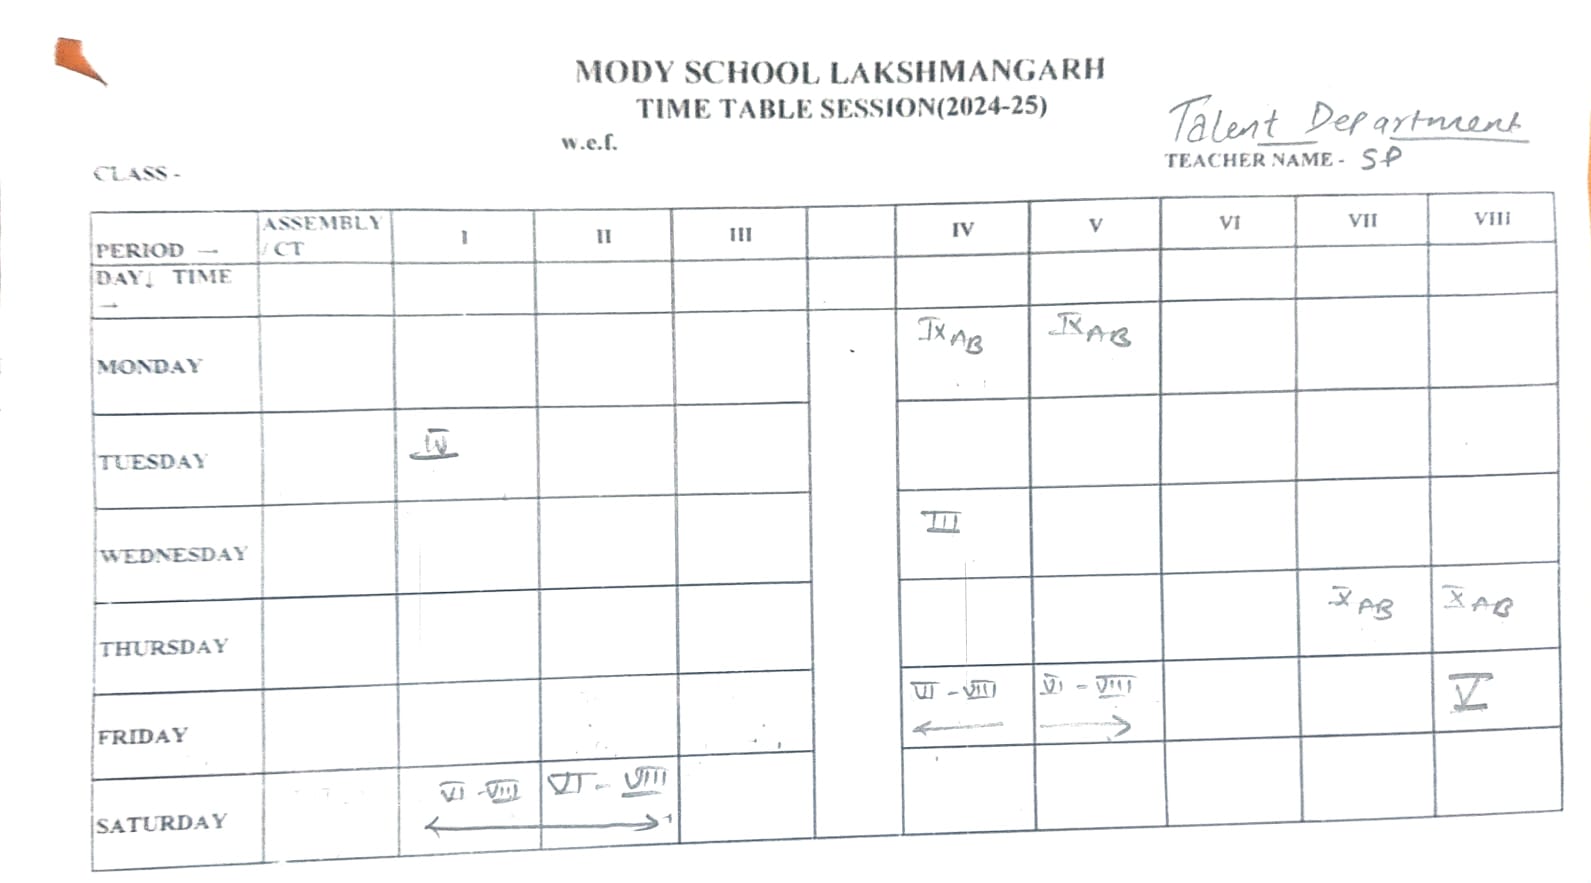 MODY SCHOOL LAKSHMANGARH
TIME TABLE SESSION(2024-25)
w.e.f.
Talent Department
TEACHER NAME - SP
CLASS -
PERIOD → ASSEMBLY / CT I II III IV V VI VII VIII
DAY↓ TIME →
MONDAY IX AB IX AB
TUESDAY IV
WEDNESDAY III
THURSDAY X AB X AB
FRIDAY VI - VIII VI - VIII V
SATURDAY VI - VIII VI - VIII